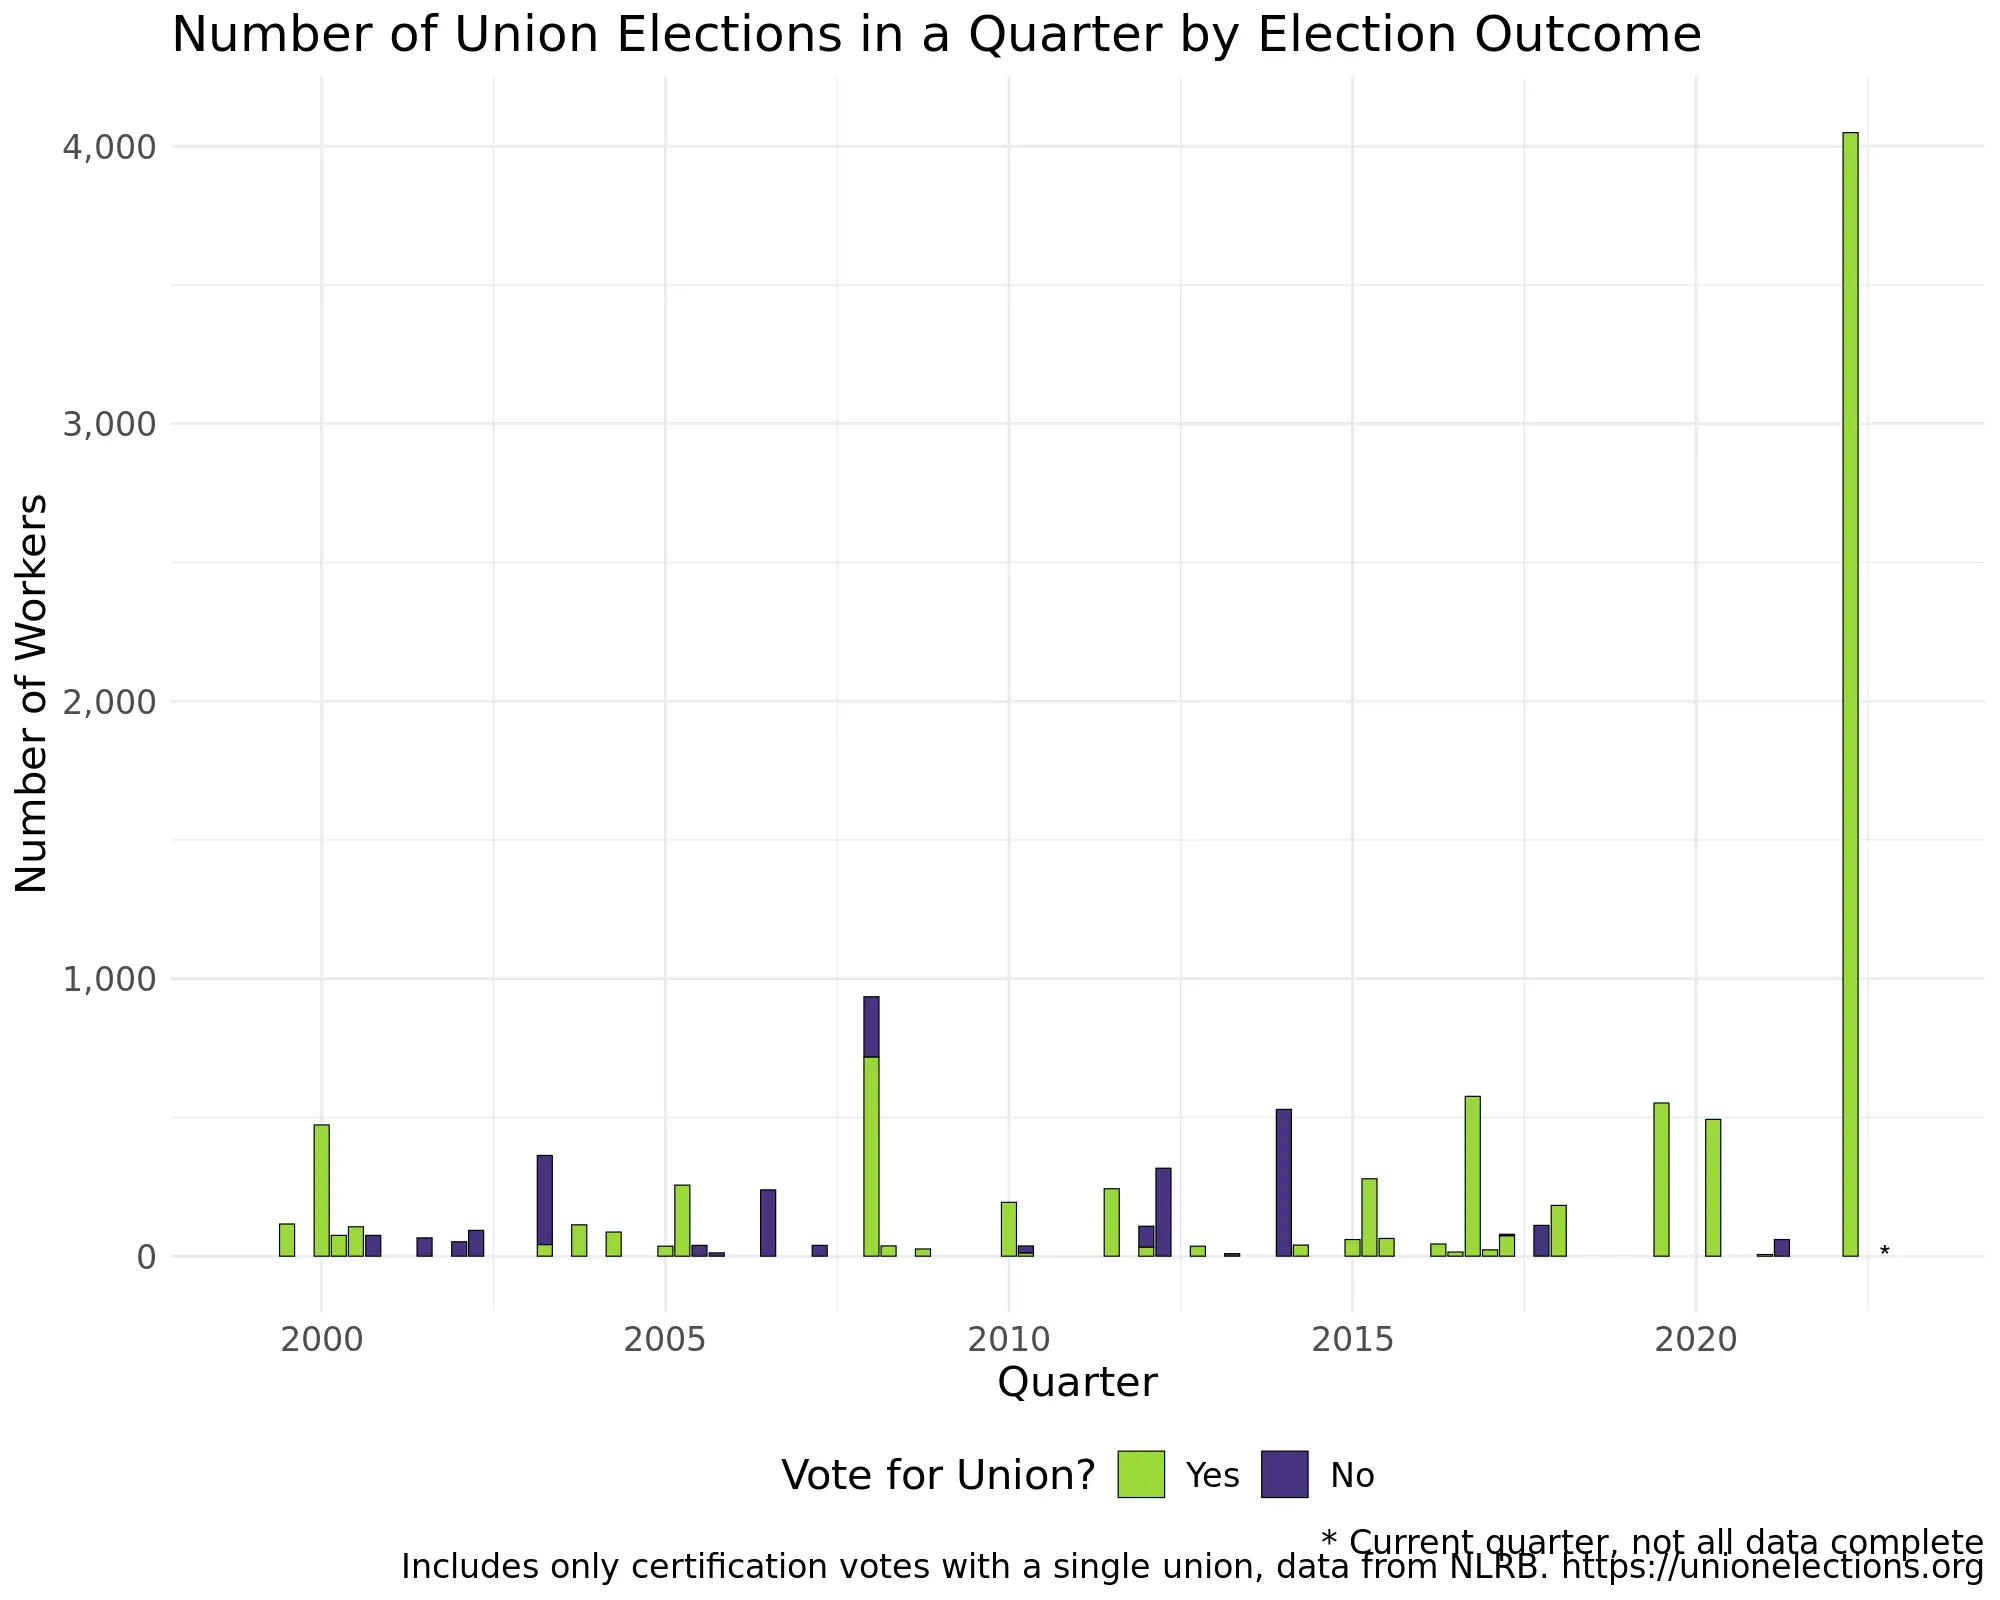 Number of Union Elections in a Quarter by Election Outcome
Number of Workers
4,000
3,000
2,000
1,000
0
*
2000 2005 2010 2015 2020
Quarter
Vote for Union? Yes No
* Current quarter, not all data complete
Includes only certification votes with a single union, data from NLRB. https://unionelections.org